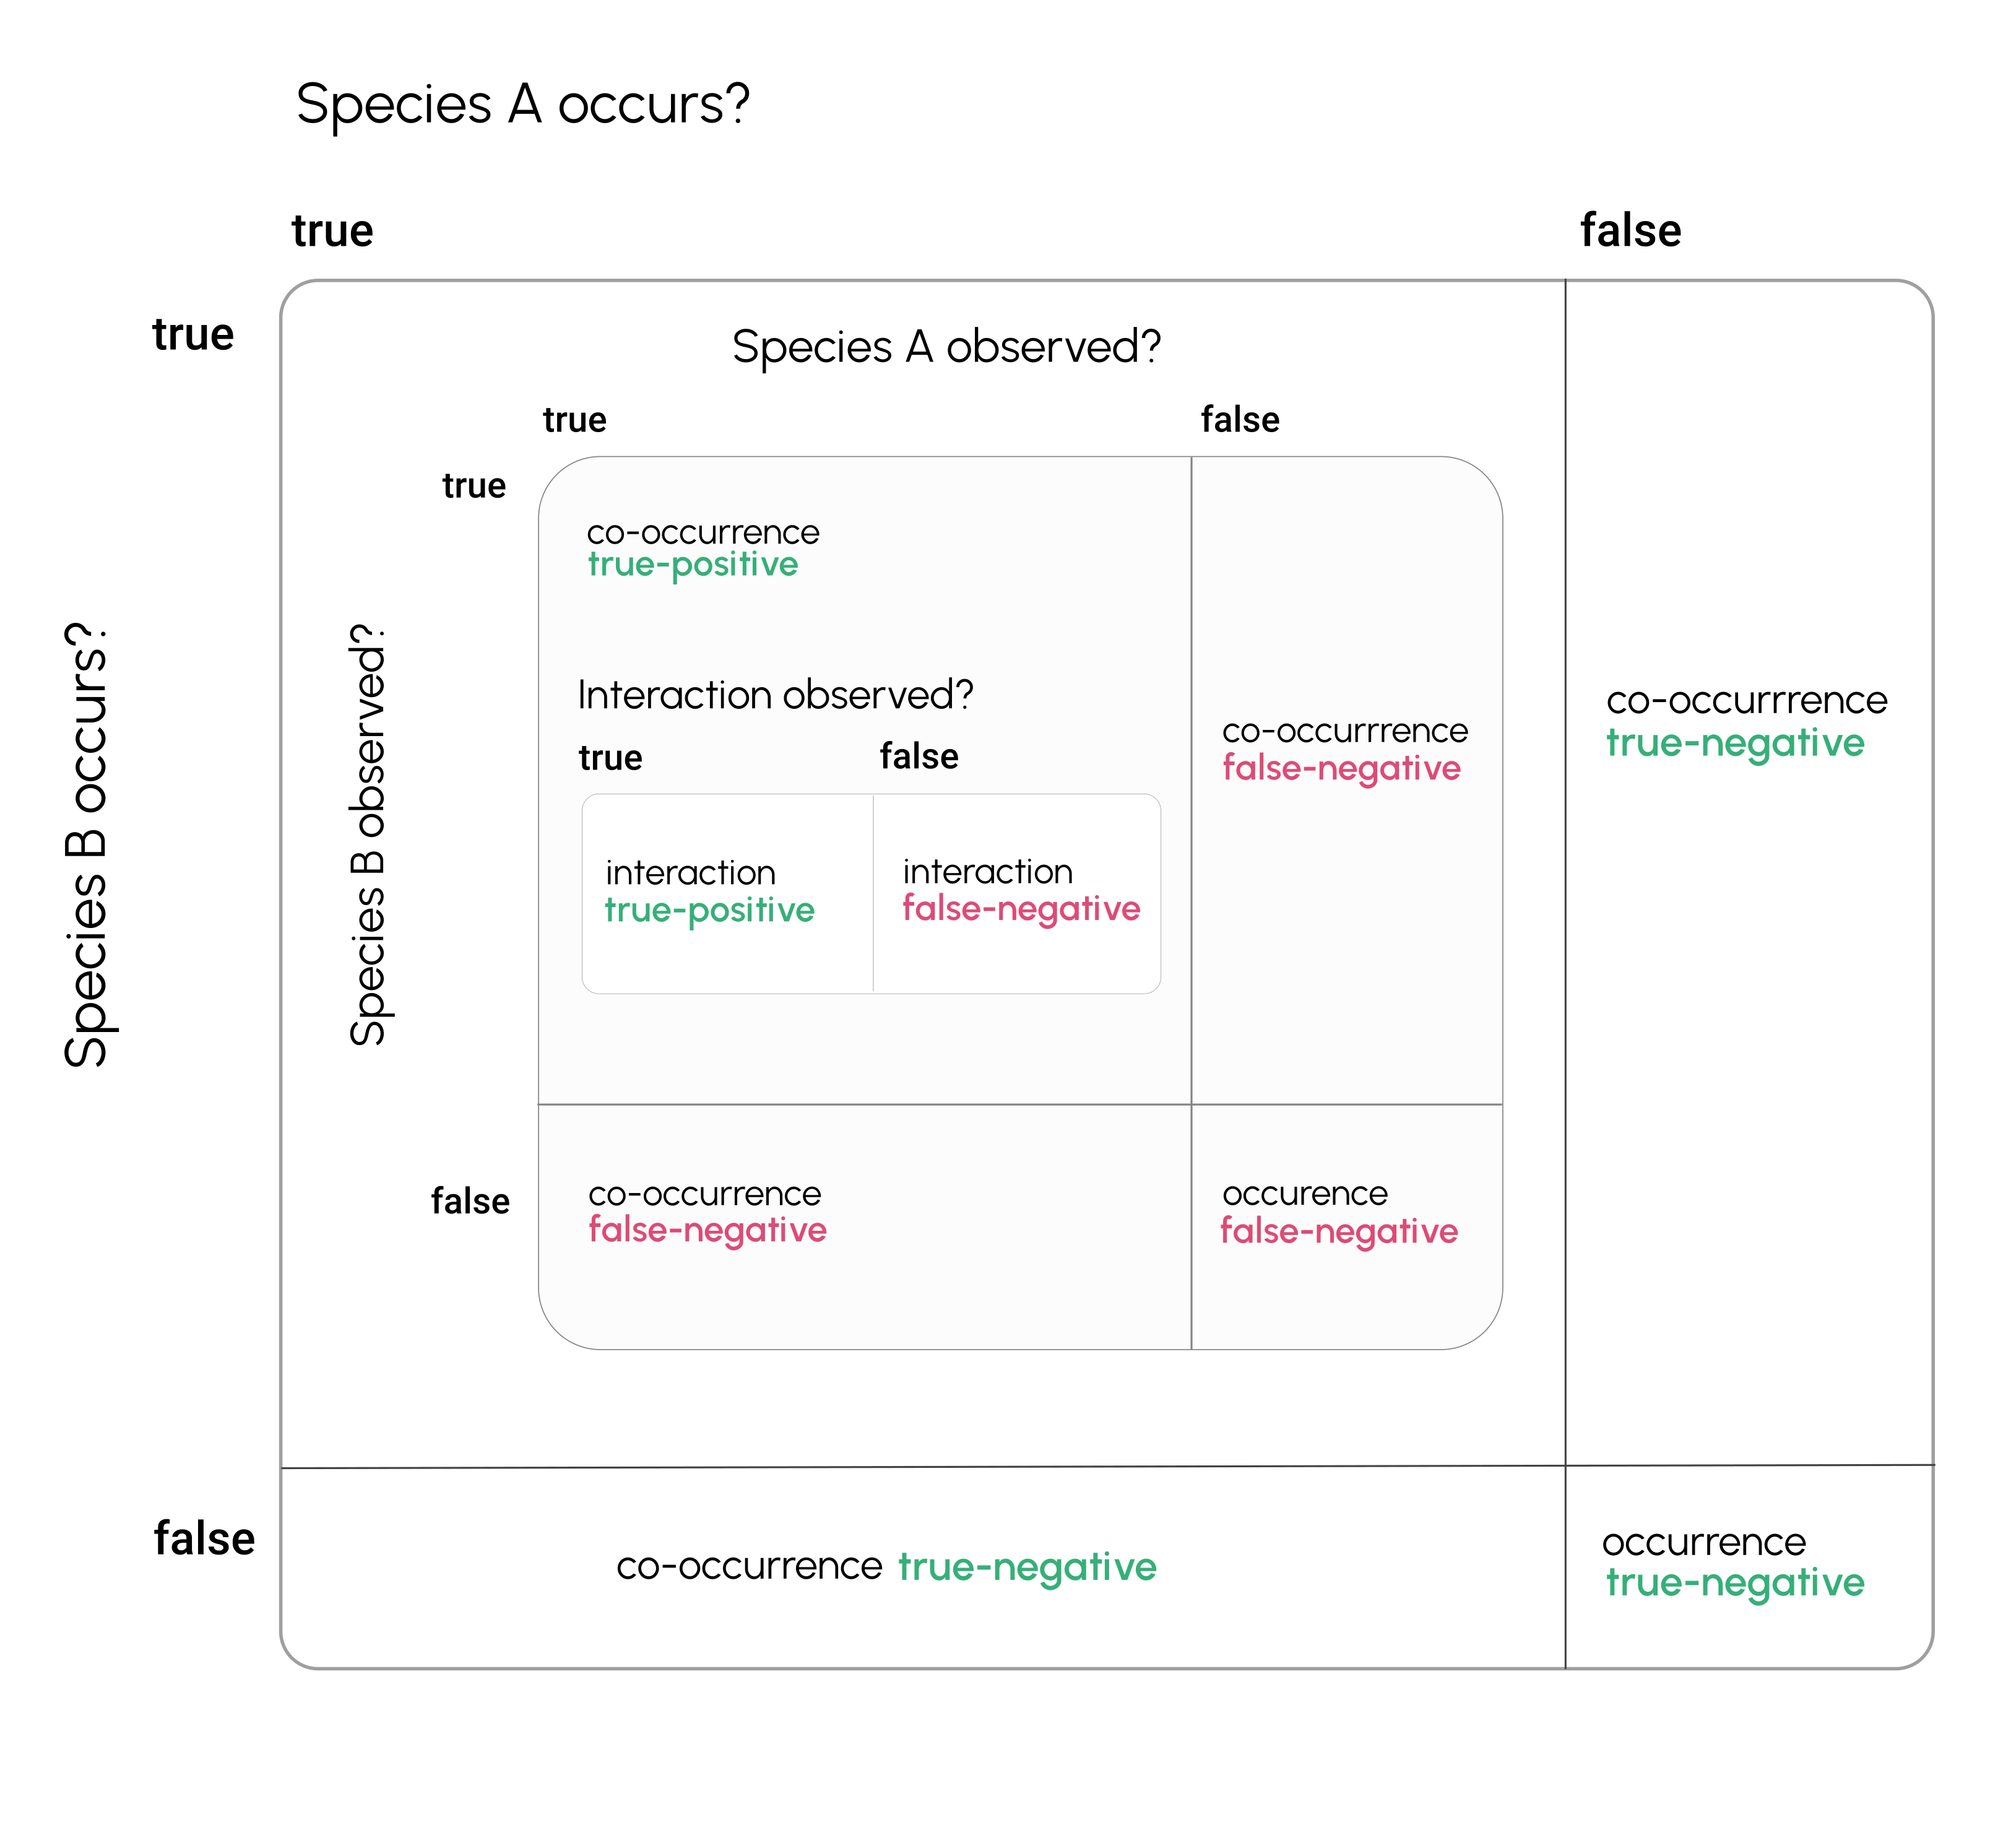 Species A occurs?
true
false
true
Species B occurs?
Species A observed?
true
false
true
Species B observed?
co-occurrence
true-positive
Interaction observed?
true
false
interaction
true-positive
interaction
false-negative
co-occurrrence
false-negative
co-occurrrence
true-negative
false
co-occurrence
false-negative
occurence
false-negative
false
co-occurrence true-negative
occurrence
true-negative